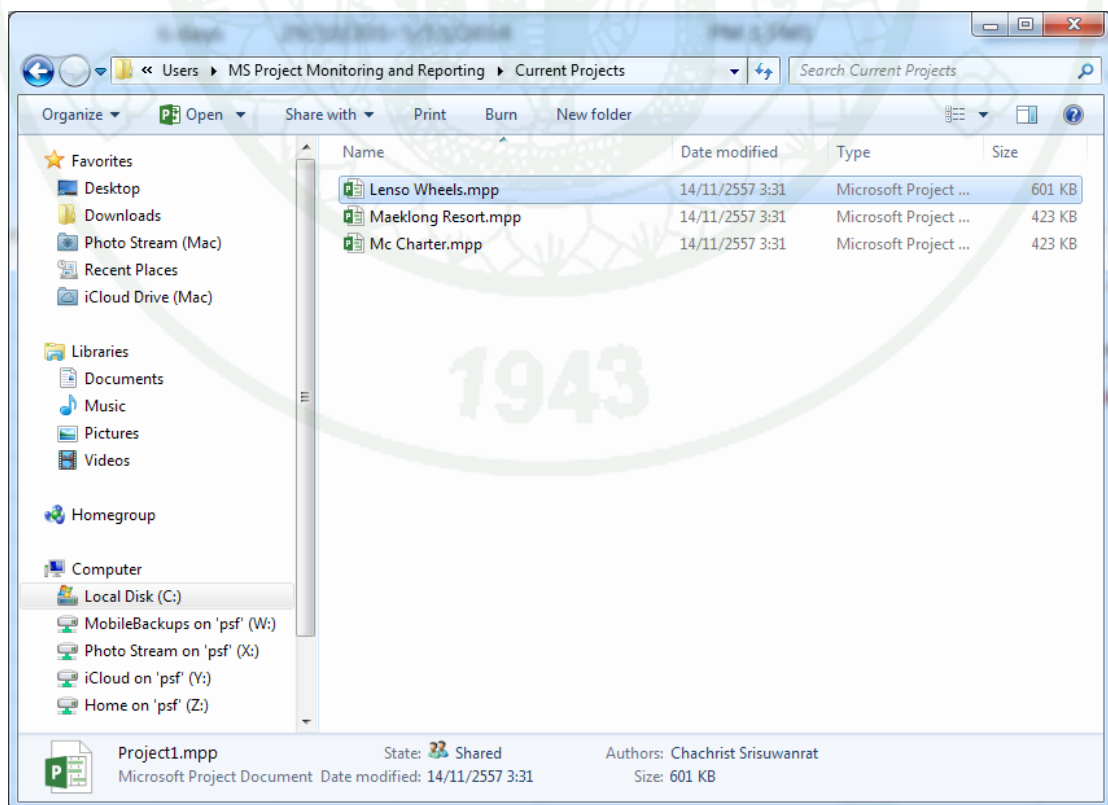 « Users ▸ MS Project Monitoring and Reporting ▸ Current Projects Search Current Projects
Organize Open Share with Print Burn New folder
Favorites
Desktop
Downloads
Photo Stream (Mac)
Recent Places
iCloud Drive (Mac)
Libraries
Documents
Music
Pictures
Videos
Homegroup
Computer
Local Disk (C:)
MobileBackups on 'psf' (W:)
Photo Stream on 'psf' (X:)
iCloud on 'psf' (Y:)
Home on 'psf' (Z:)
Name Date modified Type Size
Lenso Wheels.mpp 14/11/2557 3:31 Microsoft Project ... 601 KB
Maeklong Resort.mpp 14/11/2557 3:31 Microsoft Project ... 423 KB
Mc Charter.mpp 14/11/2557 3:31 Microsoft Project ... 423 KB
1943
Project1.mpp State: Shared Authors: Chachrist Srisuwanrat
Microsoft Project Document Date modified: 14/11/2557 3:31 Size: 601 KB